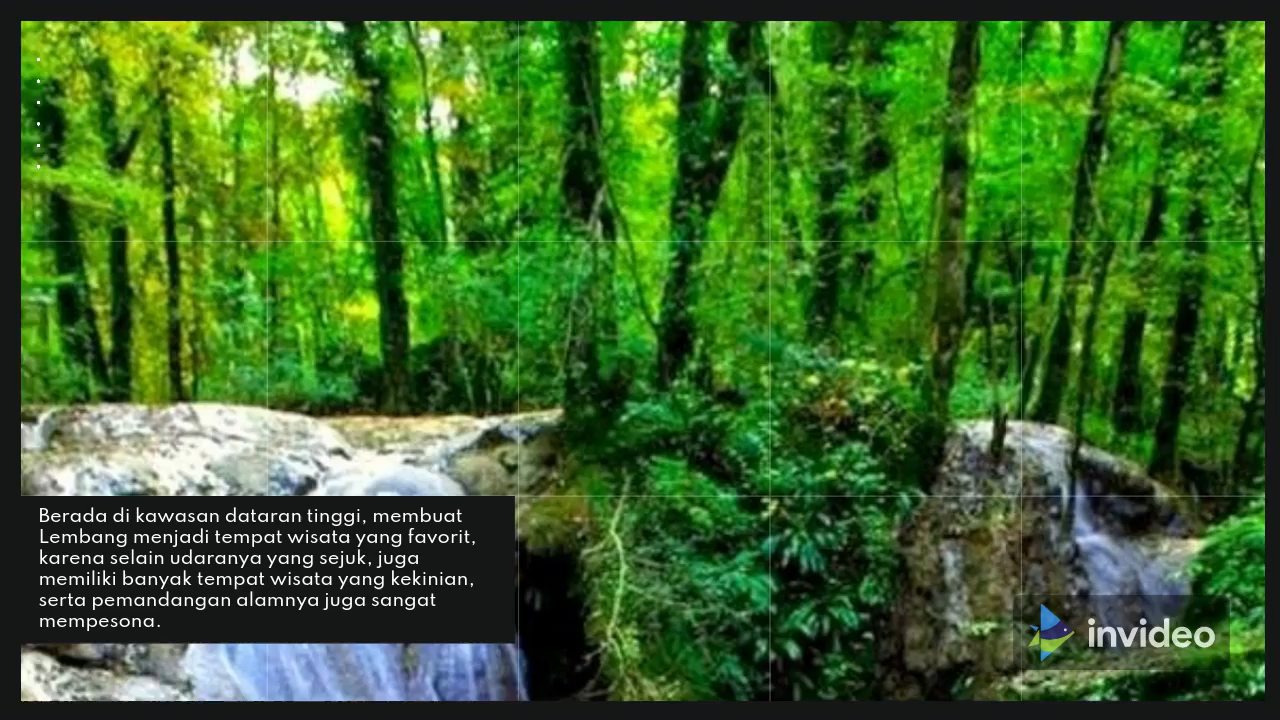 Berada di kawasan dataran tinggi, membuat
Lembang menjadi tempat wisata yang favorit,
karena selain udaranya yang sejuk, juga
memiliki banyak tempat wisata yang kekinian,
serta pemandangan alamnya juga sangat
mempesona.
invideo